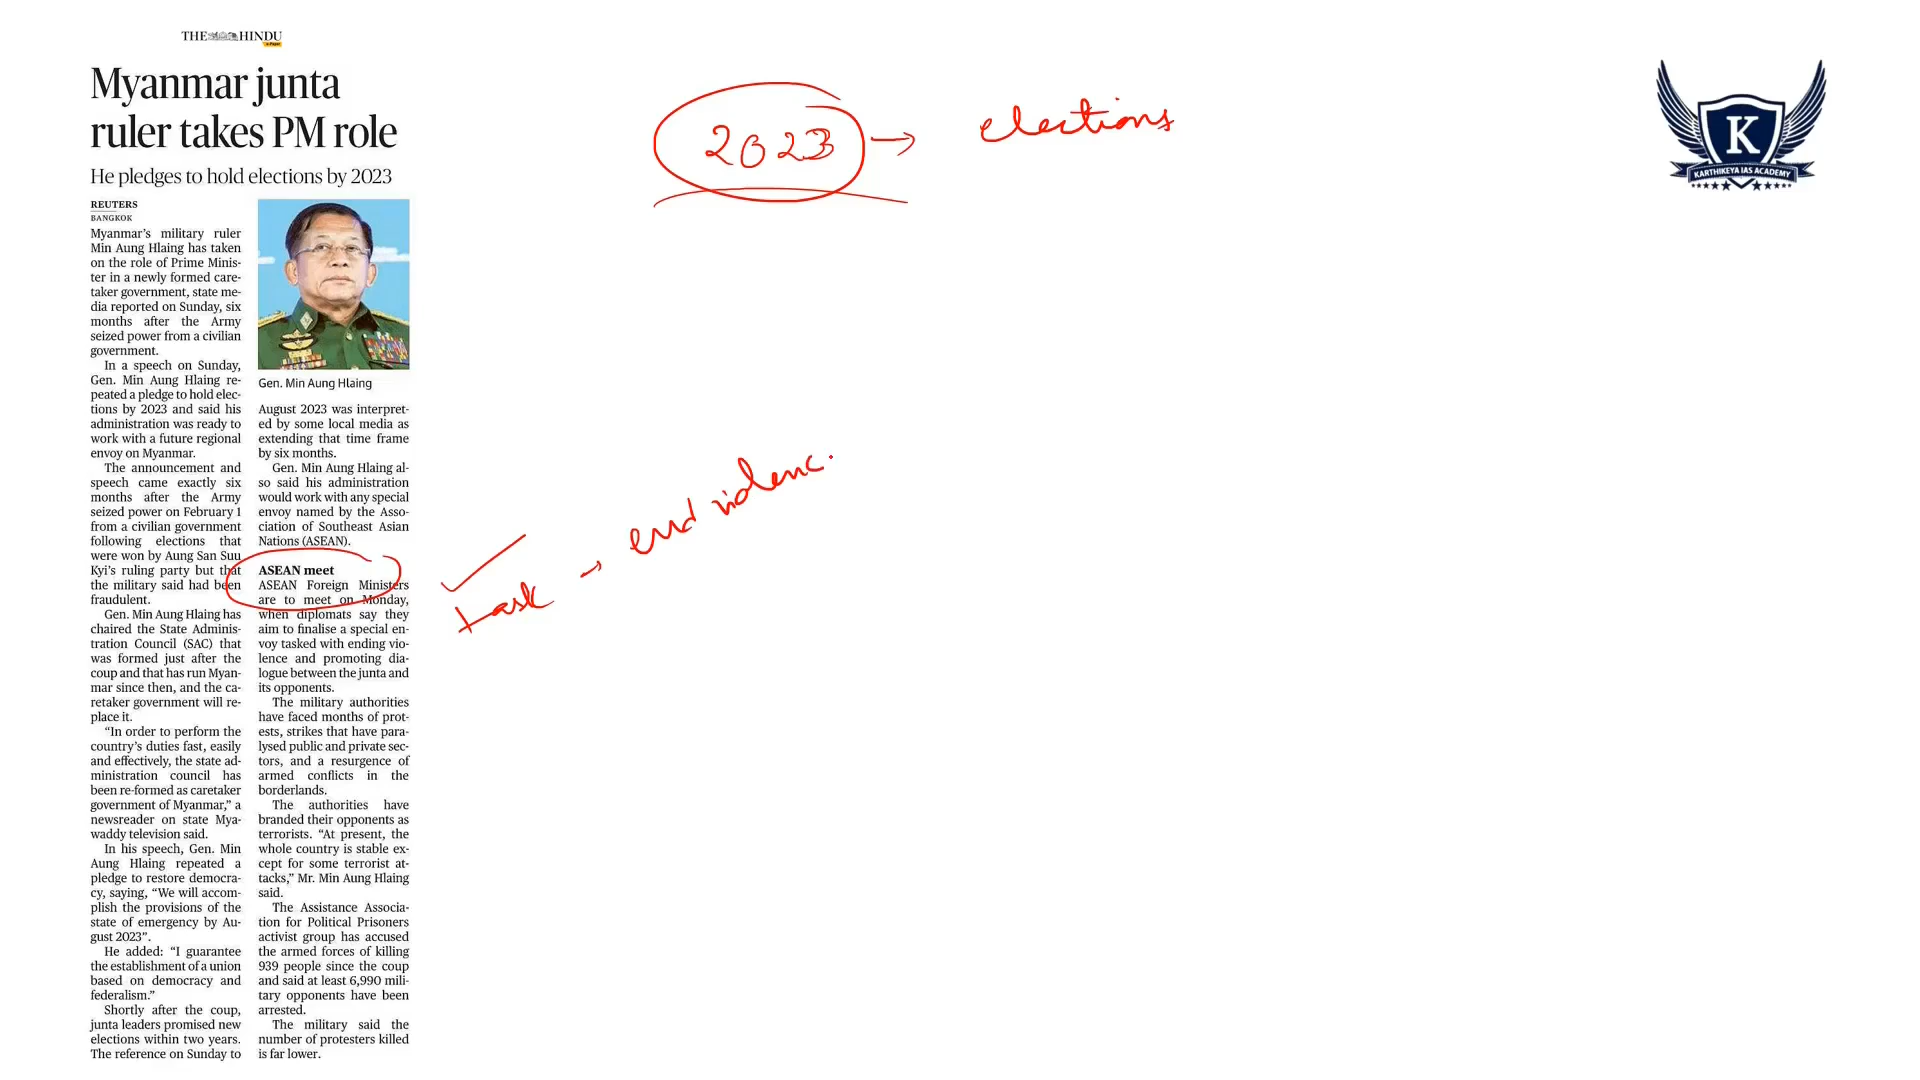 THE HINDU
e-Paper
Myanmar junta
ruler takes PM role
He pledges to hold elections by 2023
REUTERS
BANGKOK
Myanmar's military ruler
Min Aung Hlaing has taken
on the role of Prime Minis-
ter in a newly formed care-
taker government, state me-
dia reported on Sunday, six
months after the Army
seized power from a civilian
government.
In a speech on Sunday,
Gen. Min Aung Hlaing re-
peated a pledge to hold elec-
tions by 2023 and said his
administration was ready to
work with a future regional
envoy on Myanmar.
The announcement and
speech came exactly six
months after the Army
seized power on February 1
from a civilian government
following elections that
were won by Aung San Suu
Kyi's ruling party but that
the military said had been
fraudulent.
Gen. Min Aung Hlaing has
chaired the State Adminis-
tration Council (SAC) that
was formed just after the
coup and that has run Myan-
mar since then, and the ca-
retaker government will re-
place it.
"In order to perform the
country's duties fast, easily
and effectively, the state ad-
ministration council has
been re-formed as caretaker
government of Myanmar," a
newsreader on state Mya-
waddy television said.
In his speech, Gen. Min
Aung Hlaing repeated a
pledge to restore democra-
cy, saying, "We will accom-
plish the provisions of the
state of emergency by Au-
gust 2023".
He added: "I guarantee
the establishment of a union
based on democracy and
federalism."
Shortly after the coup,
junta leaders promised new
elections within two years.
The reference on Sunday to
Gen. Min Aung Hlaing
August 2023 was interpret-
ed by some local media as
extending that time frame
by six months.
Gen. Min Aung Hlaing al-
so said his administration
would work with any special
envoy named by the Asso-
ciation of Southeast Asian
Nations (ASEAN).
ASEAN meet
ASEAN Foreign Ministers
are to meet on Monday,
when diplomats say they
aim to finalise a special en-
voy tasked with ending vio-
lence and promoting dia-
logue between the junta and
its opponents.
The military authorities
have faced months of prot-
ests, strikes that have para-
lysed public and private sec-
tors, and a resurgence of
armed conflicts in the
borderlands.
The authorities have
branded their opponents as
terrorists. "At present, the
whole country is stable ex-
cept for some terrorist at-
tacks," Mr. Min Aung Hlaing
said.
The Assistance Associa-
tion for Political Prisoners
activist group has accused
the armed forces of killing
939 people since the coup
and said at least 6,990 mili-
tary opponents have been
arrested.
The military said the
number of protesters killed
is far lower.
2023 → elections
task → end violenc
K
KARTHIKEYA IAS ACADEMY